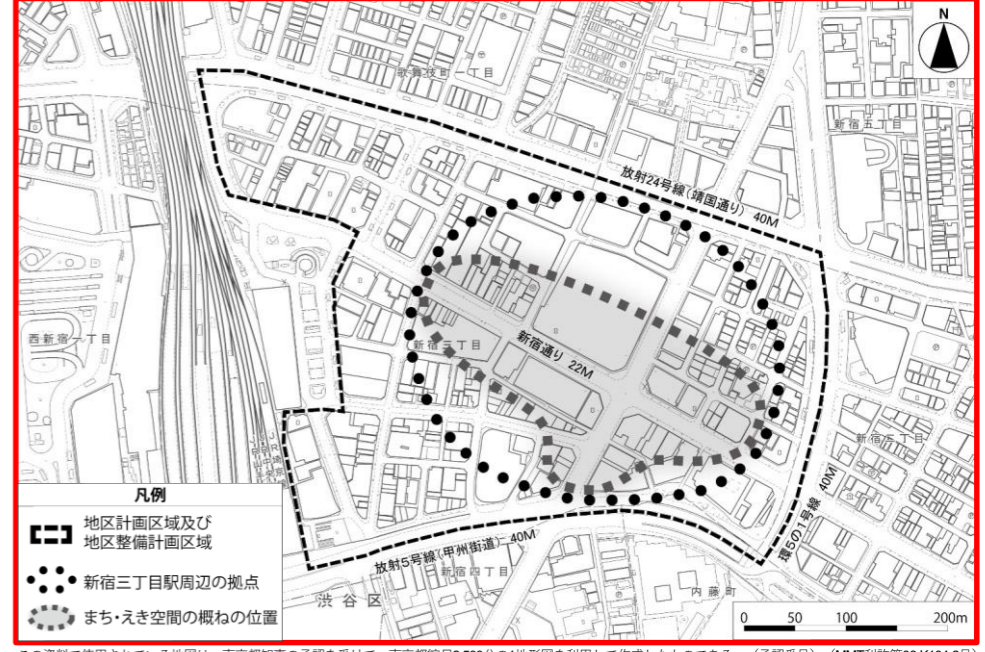 N
歌舞伎町一丁目
新宿五丁目
放射24号線(靖国通り) 40M
西新宿一丁目
新宿三丁目
新宿通り 22M
新宿三丁目
環5の1号線 40M
放射5号線(甲州街道) 40M
新宿四丁目
内藤町
渋谷区
凡例
地区計画区域及び
地区整備計画区域
新宿三丁目駅周辺の拠点
まち・えき空間の概ねの位置
0 50 100 200m